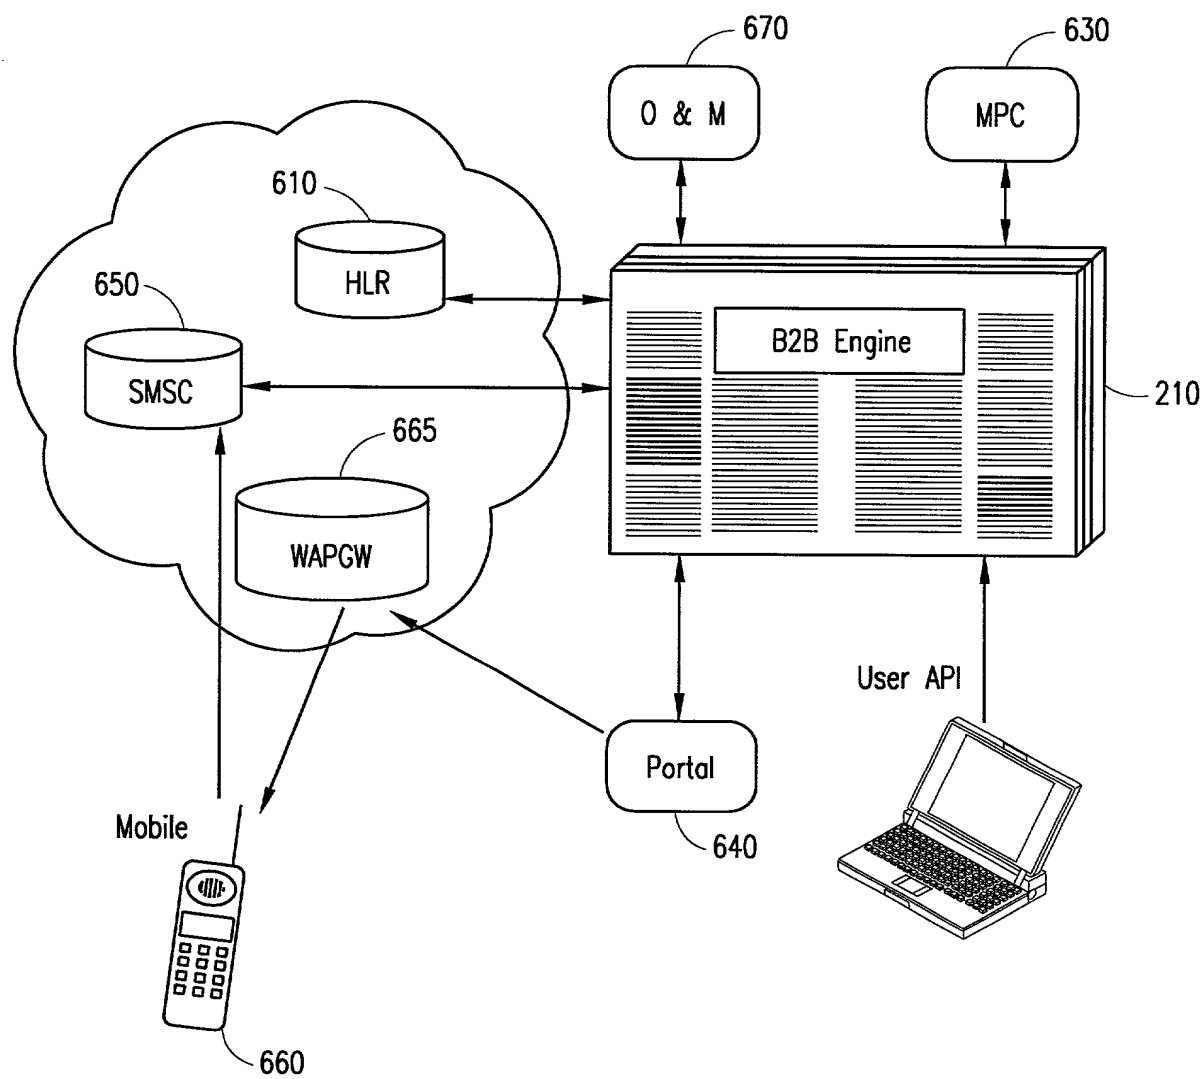 670
630
O & M
MPC
610
HLR
650
SMSC
B2B Engine
210
665
WAPGW
User API
Portal
Mobile
640
660